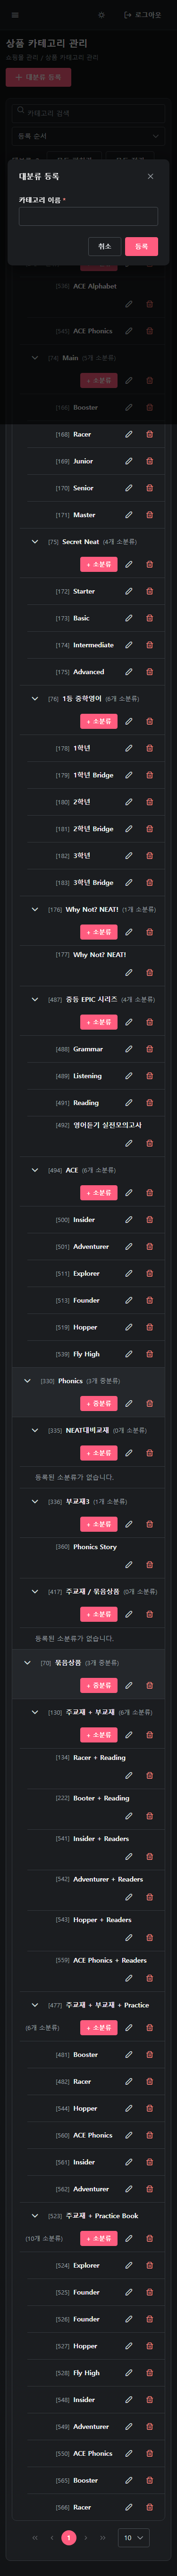 로그아웃
상품 카테고리 관리
쇼핑몰 관리 / 상품 카테고리 관리
+ 대분류 등록
카테고리 검색
등록 순서
대분류 등록
카테고리 이름 *
취소
등록
[536] ACE Alphabet
ACE Phonics
[74] Main (5개 소분류)
+ 소분류
[166] Booster
[168] Racer
[169] Junior
[170] Senior
[171] Master
[75] Secret Neat (4개 소분류)
+ 소분류
[172] Starter
[173] Basic
[174] Intermediate
[175] Advanced
[76] 1등 중학영어 (6개 소분류)
+ 소분류
[178] 1학년
[179] 1학년 Bridge
[180] 2학년
[181] 2학년 Bridge
[182] 3학년
[183] 3학년 Bridge
[176] Why Not? NEAT! (1개 소분류)
+ 소분류
[177] Why Not? NEAT!
[487] 중등 EPIC 시리즈 (4개 소분류)
+ 소분류
[488] Grammar
[489] Listening
[491] Reading
[492] 영어듣기 실전모의고사
[494] ACE (6개 소분류)
+ 소분류
[500] Insider
[501] Adventurer
[511] Explorer
[513] Founder
[519] Hopper
[539] Fly High
[330] Phonics (3개 중분류)
+ 중분류
[335] NEAT대비교재 (0개 소분류)
+ 소분류
등록된 소분류가 없습니다.
[336] 부교재3 (1개 소분류)
+ 소분류
[360] Phonics Story
[417] 주교재 / 묶음상품 (0개 소분류)
+ 소분류
등록된 소분류가 없습니다.
[70] 묶음상품 (3개 중분류)
+ 중분류
[130] 주교재 + 부교재 (6개 소분류)
+ 소분류
[134] Racer + Reading
[222] Booter + Reading
[541] Insider + Readers
[542] Adventurer + Readers
[543] Hopper + Readers
[559] ACE Phonics + Readers
[477] 주교재 + 부교재 + Practice
(6개 소분류)
+ 소분류
[481] Booster
[482] Racer
[544] Hopper
[560] ACE Phonics
[561] Insider
[562] Adventurer
[523] 주교재 + Practice Book
(10개 소분류)
+ 소분류
[524] Explorer
[525] Founder
[526] Founder
[527] Hopper
[528] Fly High
[548] Insider
[549] Adventurer
[550] ACE Phonics
[565] Booster
[566] Racer
1
10